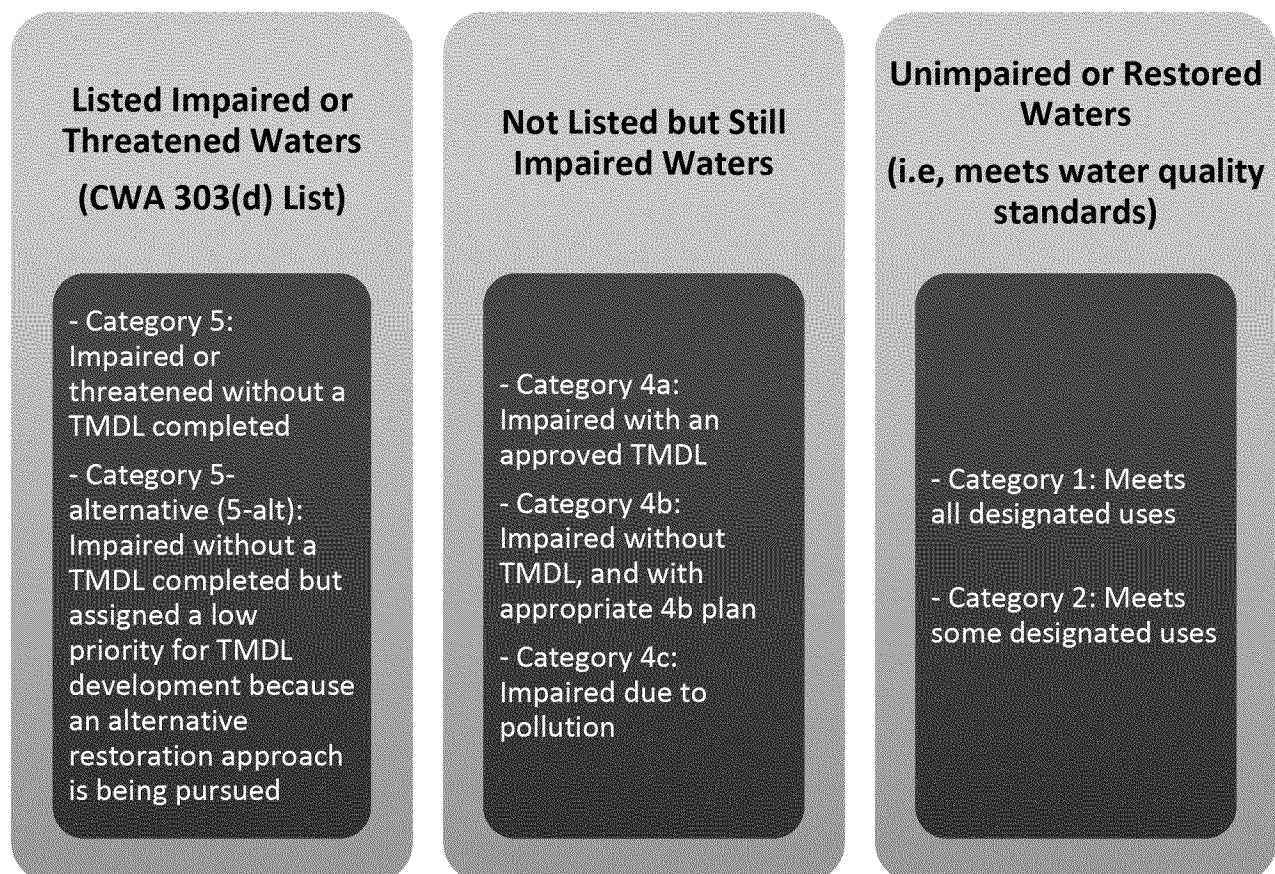 Listed Impaired or
Threatened Waters
(CWA 303(d) List)
- Category 5:
Impaired or
threatened without a
TMDL completed
- Category 5-
alternative (5-alt):
Impaired without a
TMDL completed but
assigned a low
priority for TMDL
development because
an alternative
restoration approach
is being pursued
Not Listed but Still
Impaired Waters
- Category 4a:
Impaired with an
approved TMDL
- Category 4b:
Impaired without
TMDL, and with
appropriate 4b plan
- Category 4c:
Impaired due to
pollution
Unimpaired or Restored
Waters
(i.e, meets water quality
standards)
- Category 1: Meets
all designated uses
- Category 2: Meets
some designated uses